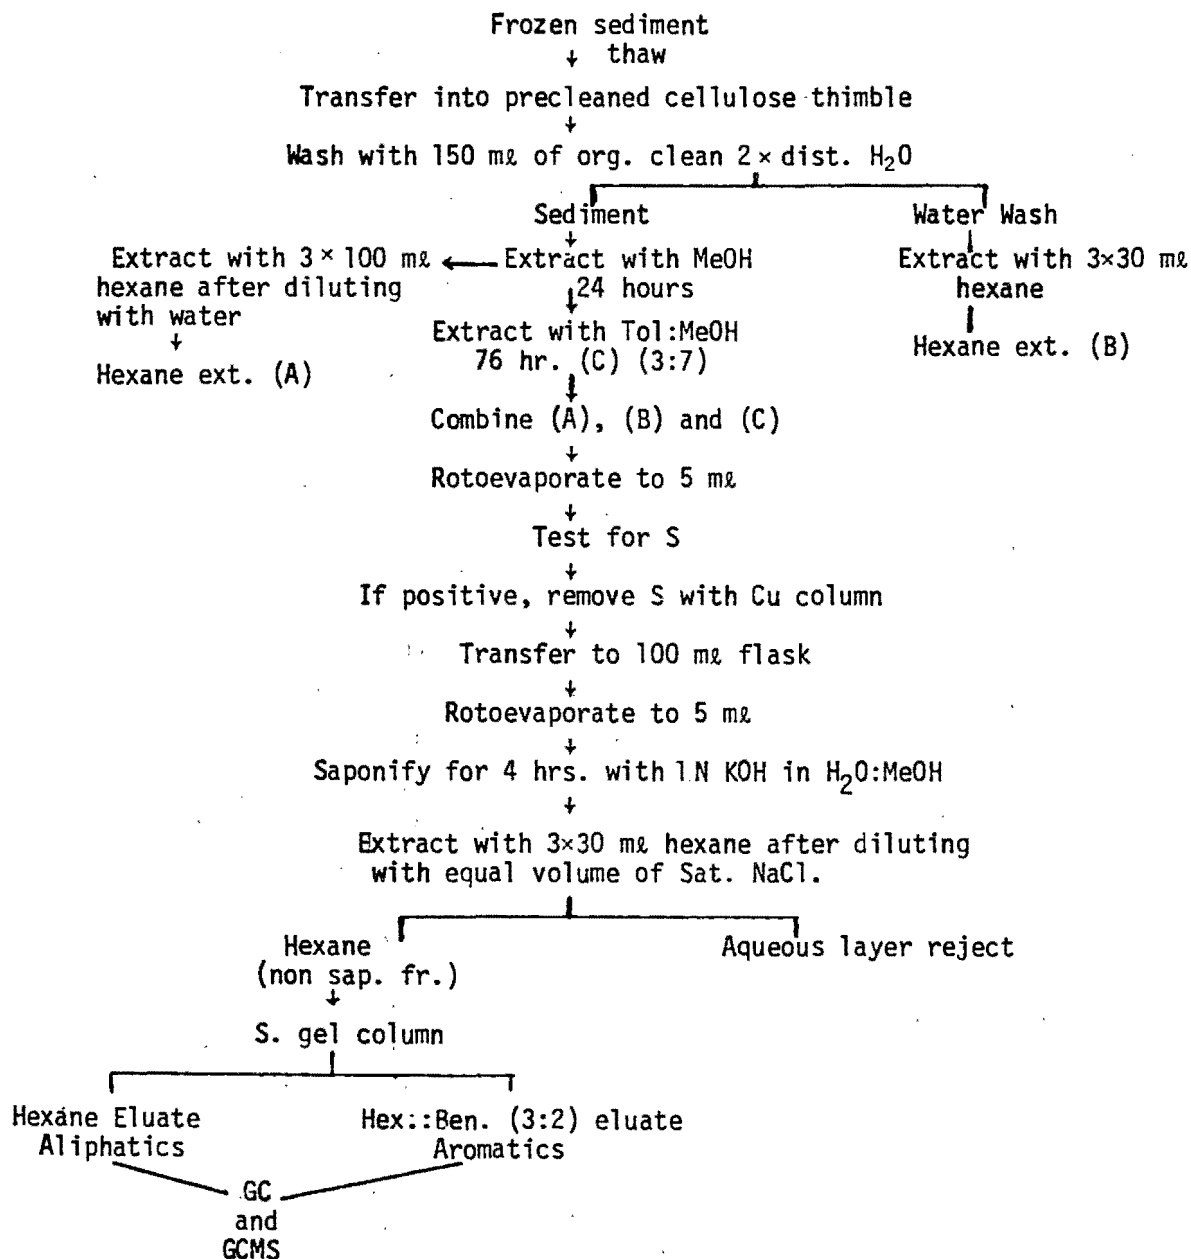 Frozen sediment
↓ thaw
Transfer into precleaned cellulose thimble
↓
Wash with 150 mℓ of org. clean 2 × dist. H₂O
Sediment
Water Wash
Extract with 3 × 100 mℓ
hexane after diluting
with water
↓
Hexane ext. (A)
Extract with MeOH
24 hours
Extract with Tol:MeOH
76 hr. (C) (3:7)
Extract with 3×30 mℓ
hexane
Hexane ext. (B)
Combine (A), (B) and (C)
↓
Rotoevaporate to 5 mℓ
↓
Test for S
↓
If positive, remove S with Cu column
↓
Transfer to 100 mℓ flask
↓
Rotoevaporate to 5 mℓ
↓
Saponify for 4 hrs. with 1N KOH in H₂O:MeOH
↓
Extract with 3×30 mℓ hexane after diluting
with equal volume of Sat. NaCl.
Hexane
(non sap. fr.)
Aqueous layer reject
↓
S. gel column
Hexane Eluate
Aliphatics
Hex::Ben. (3:2) eluate
Aromatics
GC
and
GCMS